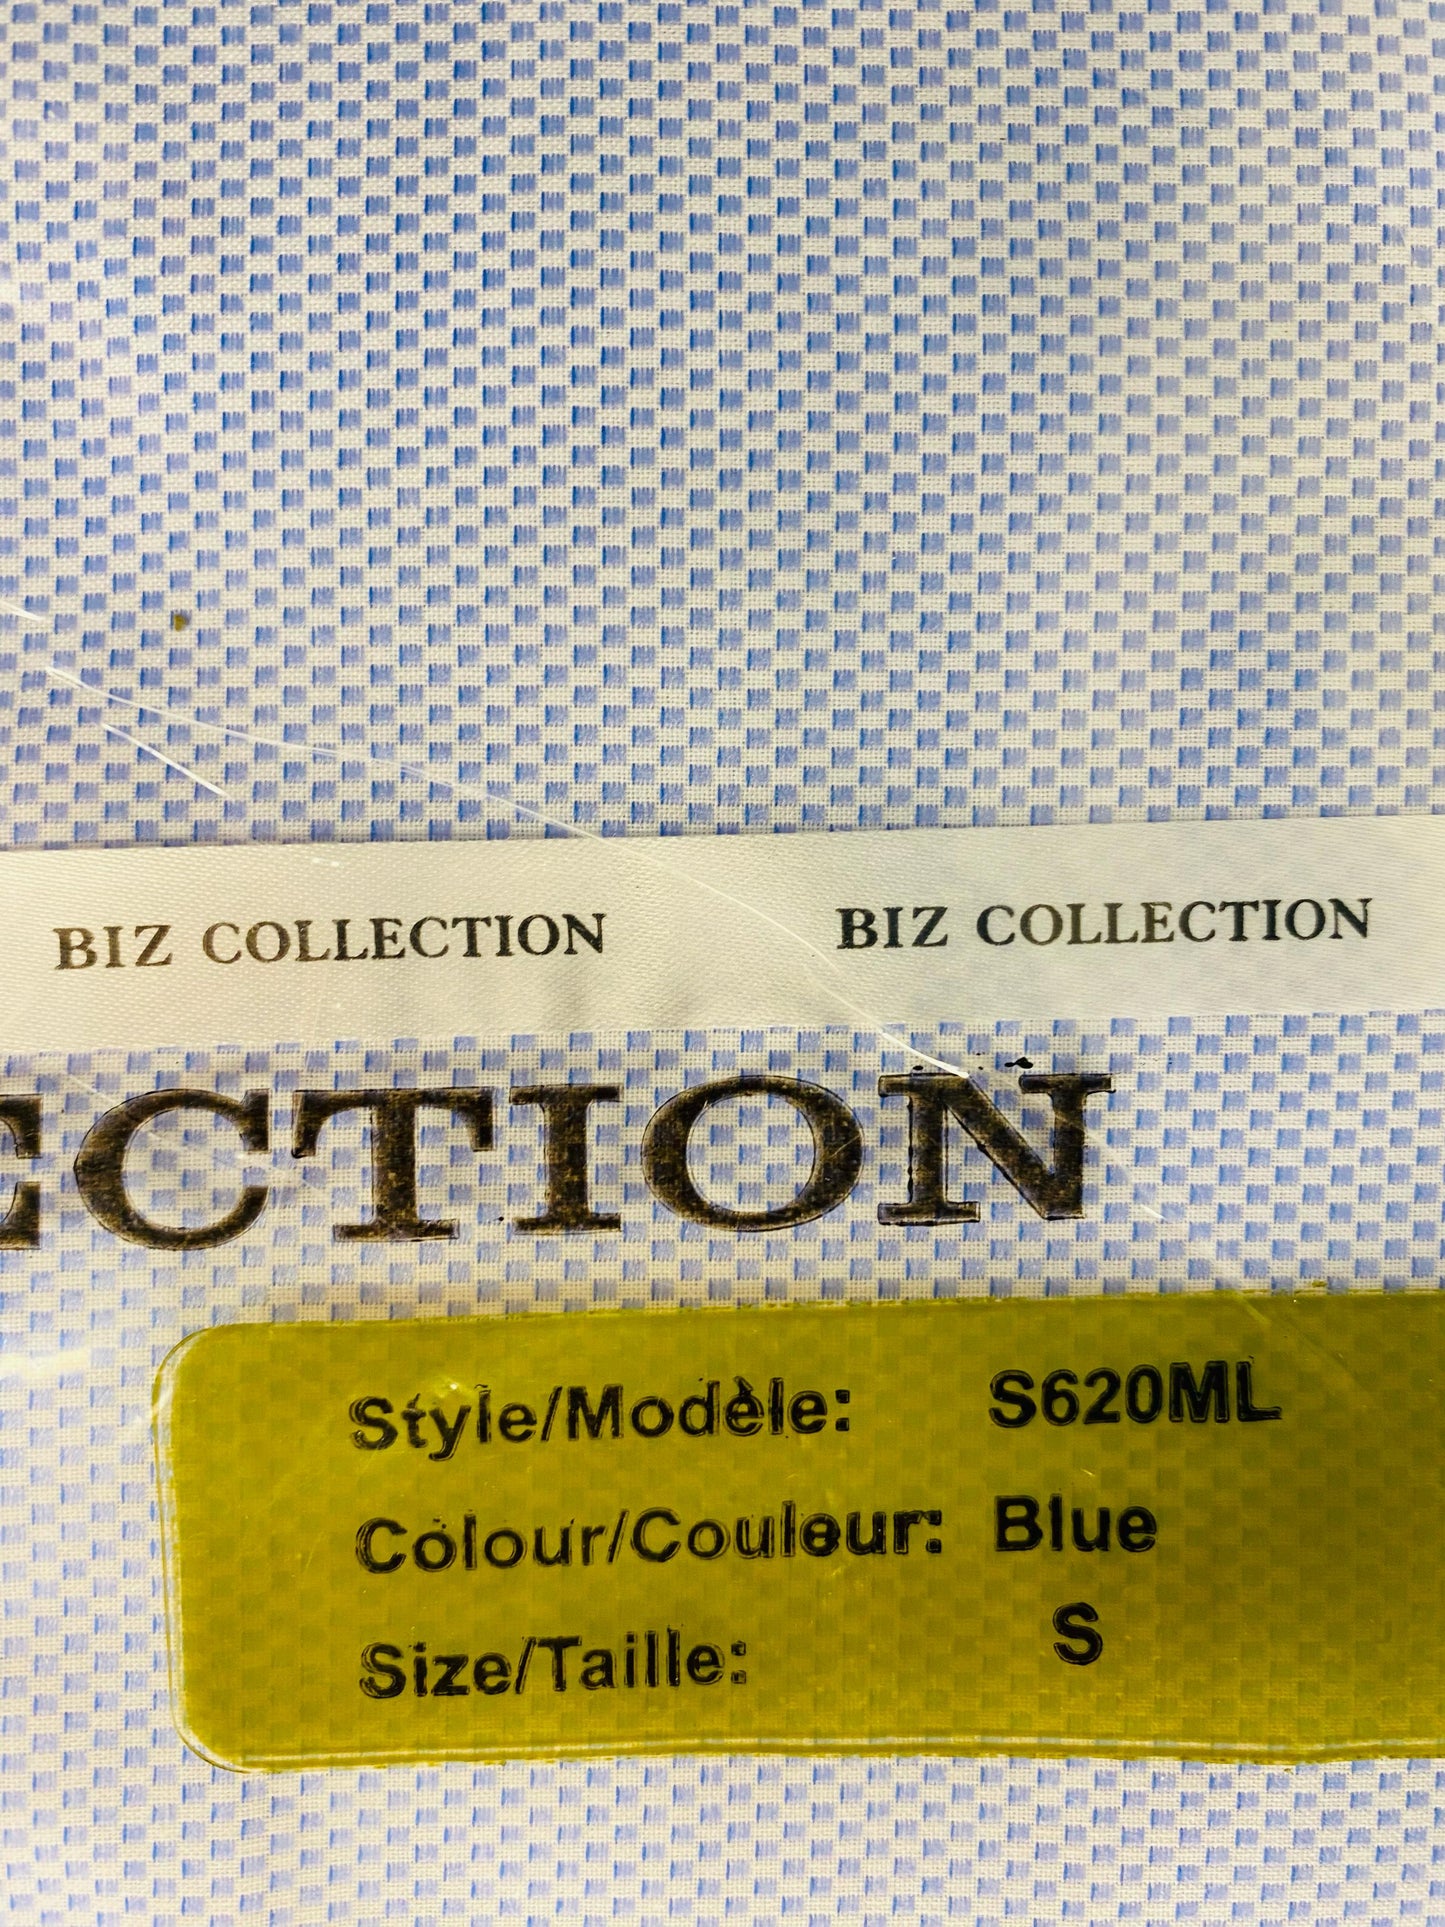 BIZ COLLECTION BIZ COLLECTION
ECTION
Style/Modèle: S620ML
Colour/Couleur: Blue
Size/Taille: S